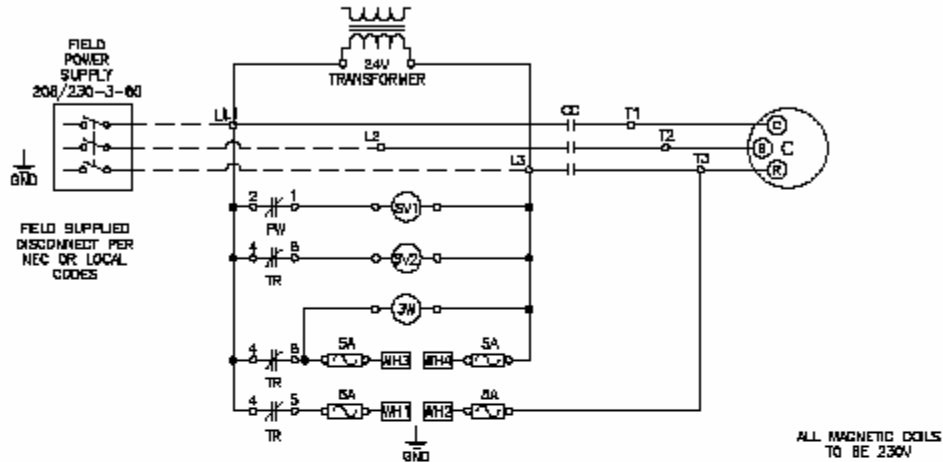 24V
TRANSFORMER
FIELD
POWER
SUPPLY
208/230-3-60
GND
FIELD SUPPLIED
DISCONNECT PER
NEC OR LOCAL
CODES
L1
L2
L3
CC
T1
T2
T3
C
S
R
C
2
1
PW
SV1
4
6
TR
SV2
3W
4
6
TR
5A
WH3
WH4
5A
4
5
TR
WH1
WH2
GND
ALL MAGNETIC COILS
TO BE 230V